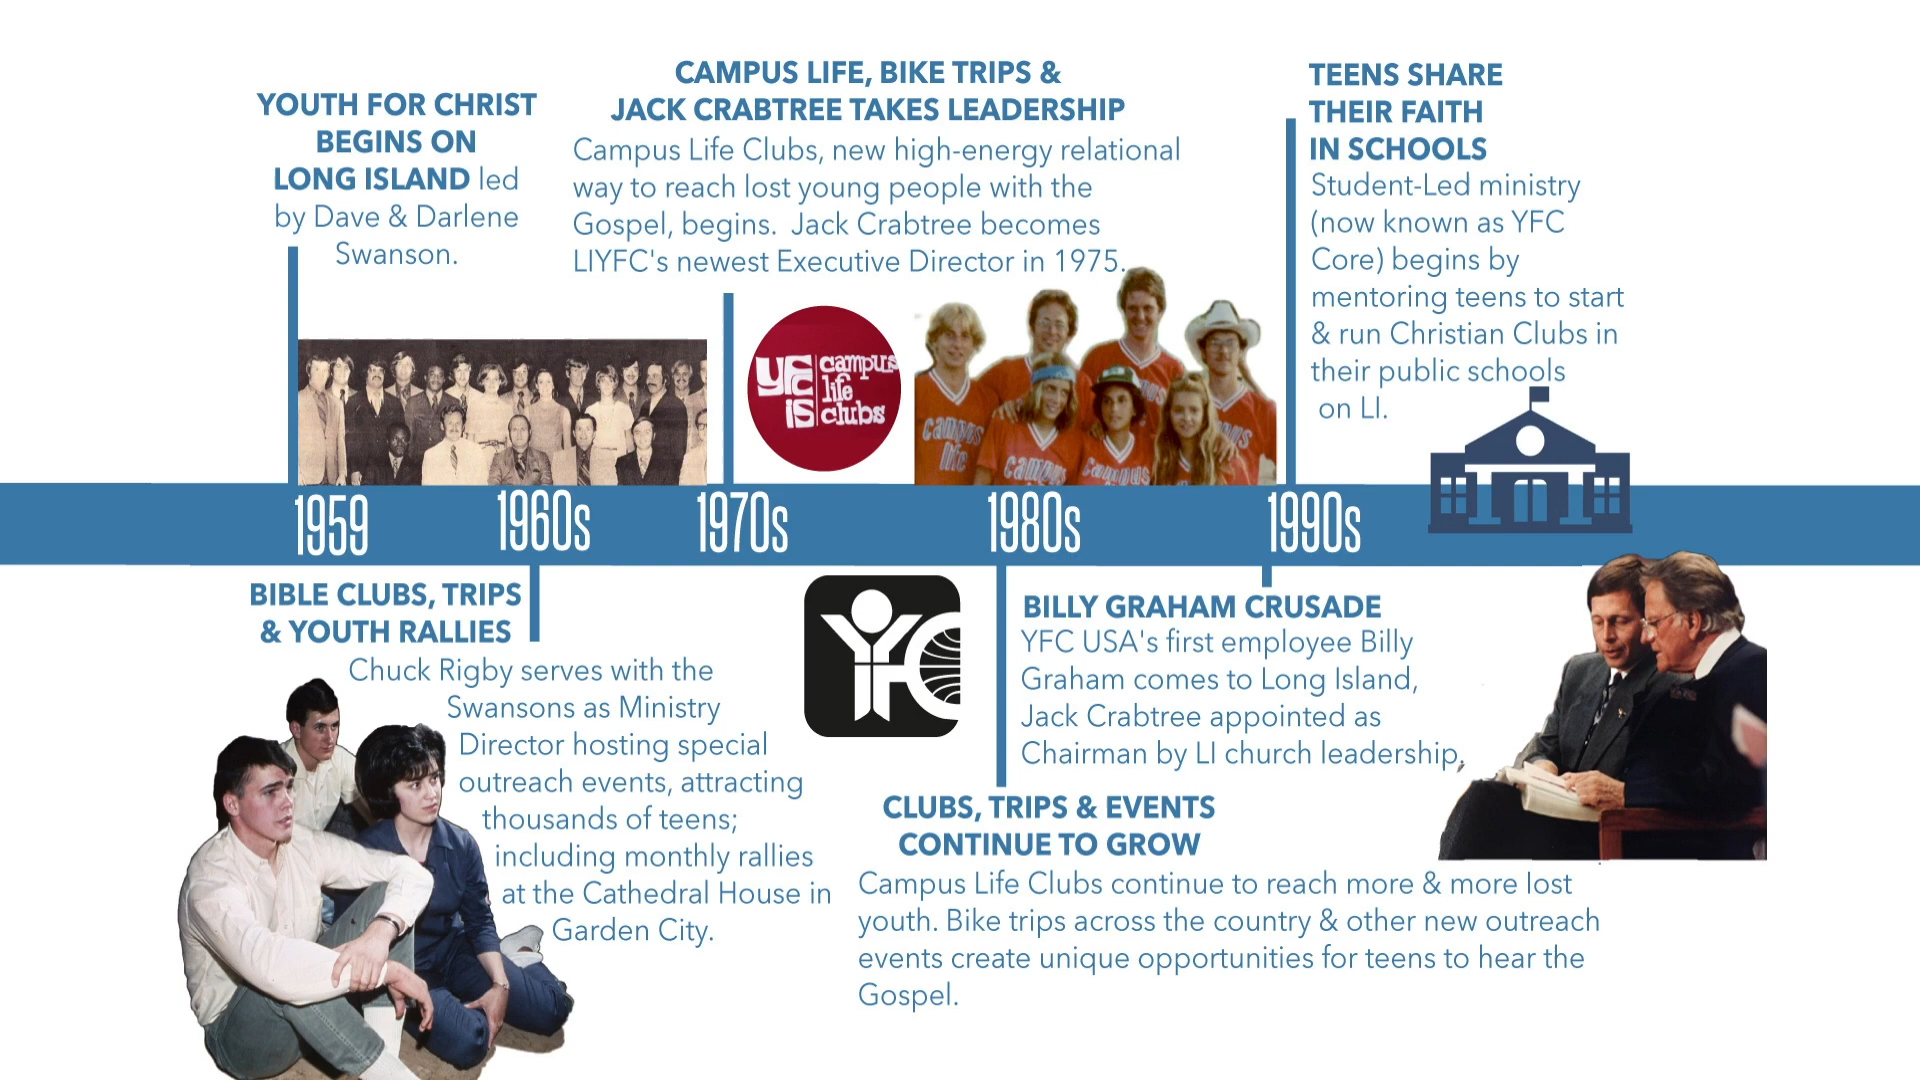 YOUTH FOR CHRIST
BEGINS ON
LONG ISLAND led
by Dave & Darlene
Swanson.
CAMPUS LIFE, BIKE TRIPS &
JACK CRABTREE TAKES LEADERSHIP
Campus Life Clubs, new high-energy relational
way to reach lost young people with the
Gospel, begins. Jack Crabtree becomes
LIYFC's newest Executive Director in 1975.
TEENS SHARE
THEIR FAITH
IN SCHOOLS
Student-Led ministry
(now known as YFC
Core) begins by
mentoring teens to start
& run Christian Clubs in
their public schools
on LI.
YFC
is
campus
life
clubs
campus
life
campus
campus
1959
1960s
1970s
1980s
1990s
BIBLE CLUBS, TRIPS
& YOUTH RALLIES
Chuck Rigby serves with the
Swansons as Ministry
Director hosting special
outreach events, attracting
thousands of teens;
including monthly rallies
at the Cathedral House in
Garden City.
YFC
BILLY GRAHAM CRUSADE
YFC USA's first employee Billy
Graham comes to Long Island,
Jack Crabtree appointed as
Chairman by LI church leadership.
CLUBS, TRIPS & EVENTS
CONTINUE TO GROW
Campus Life Clubs continue to reach more & more lost
youth. Bike trips across the country & other new outreach
events create unique opportunities for teens to hear the
Gospel.